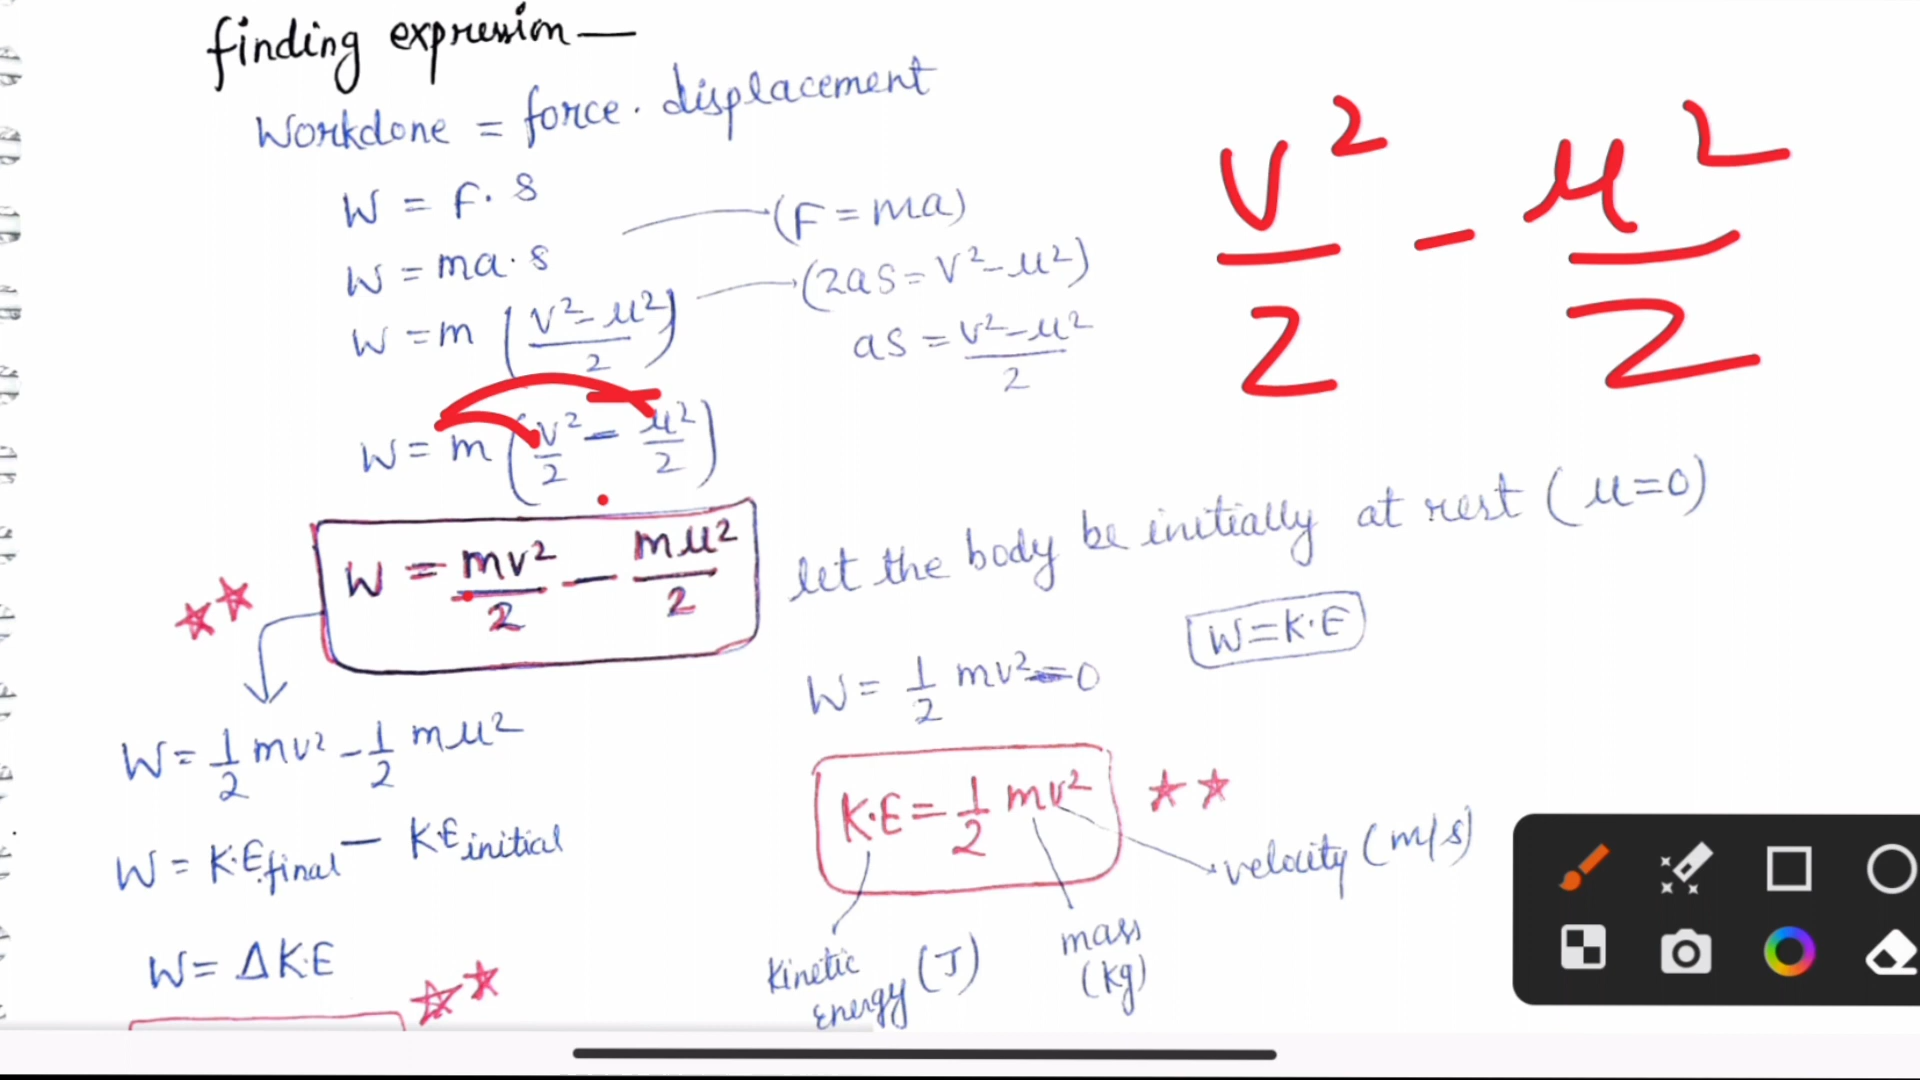 finding expression—
Workdone = force . displacement
W = F. s
W = ma.s
(F = ma)
W = m (v²-u²/2)
(2as = v²-u²)
as = v²-u²/2
W = m (v²/2 - u²/2)
v²/2 - u²/2
W = mv²/2 - mu²/2
let the body be initially at rest (u=0)
W=K.E
W = 1/2 mv²-0
W = 1/2 mv² - 1/2 mu²
K.E = 1/2 mv²
velocity (m/s)
mass (kg)
Kinetic Energy (J)
W = K.E.final - KEinitial
W = ΔK.E